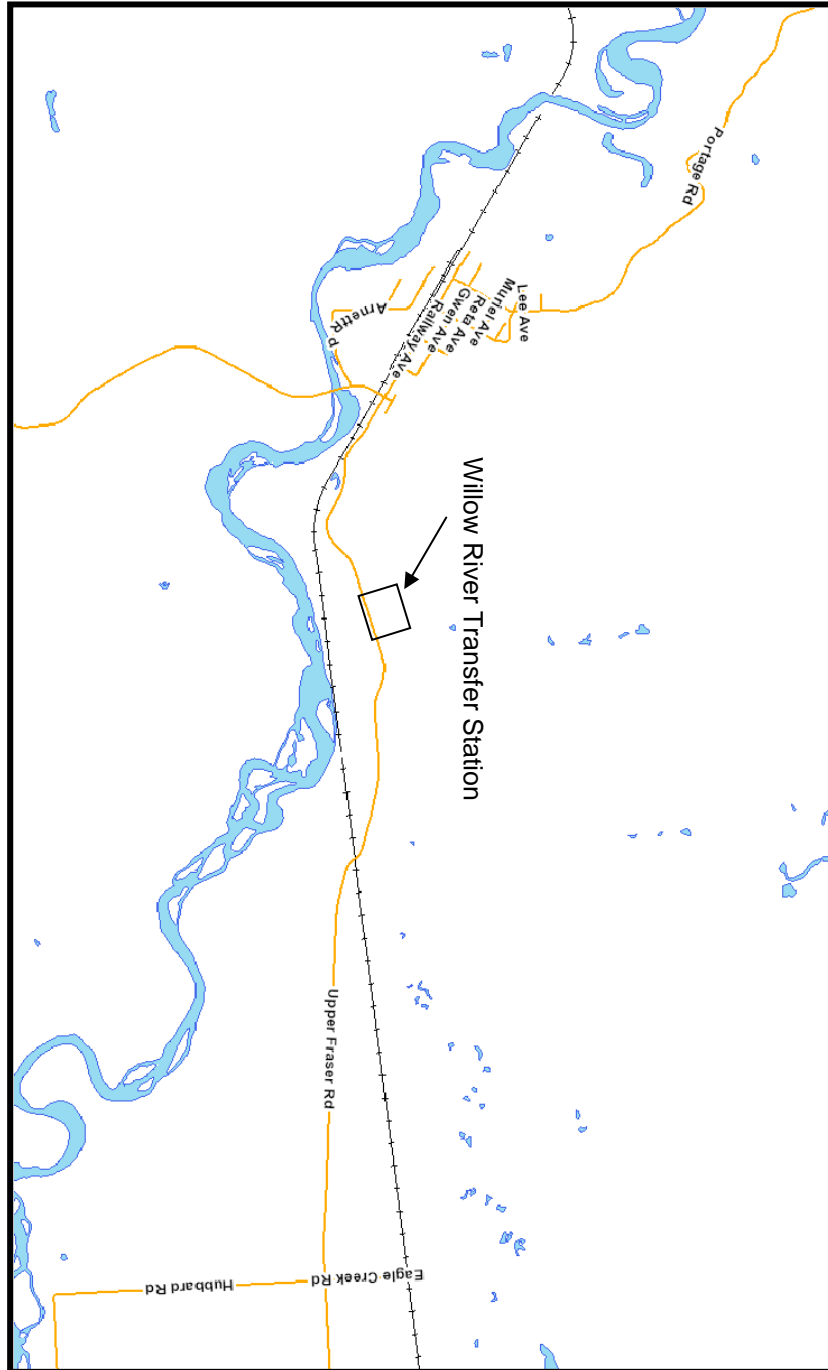 Portage Rd
Lee Ave
Muriel Ave
Reta Ave
Gwen Ave
Railway Ave
Arnett R
d
Willow River Transfer Station
Upper Fraser Rd
Eagle Creek Rd
Hubbard Rd